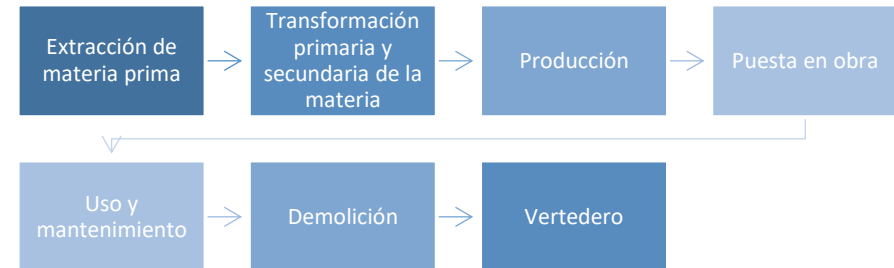 Extracción de
materia prima
Transformación
primaria y
secundaria de la
materia
Producción
Puesta en obra
Uso y
mantenimiento
Demolición
Vertedero